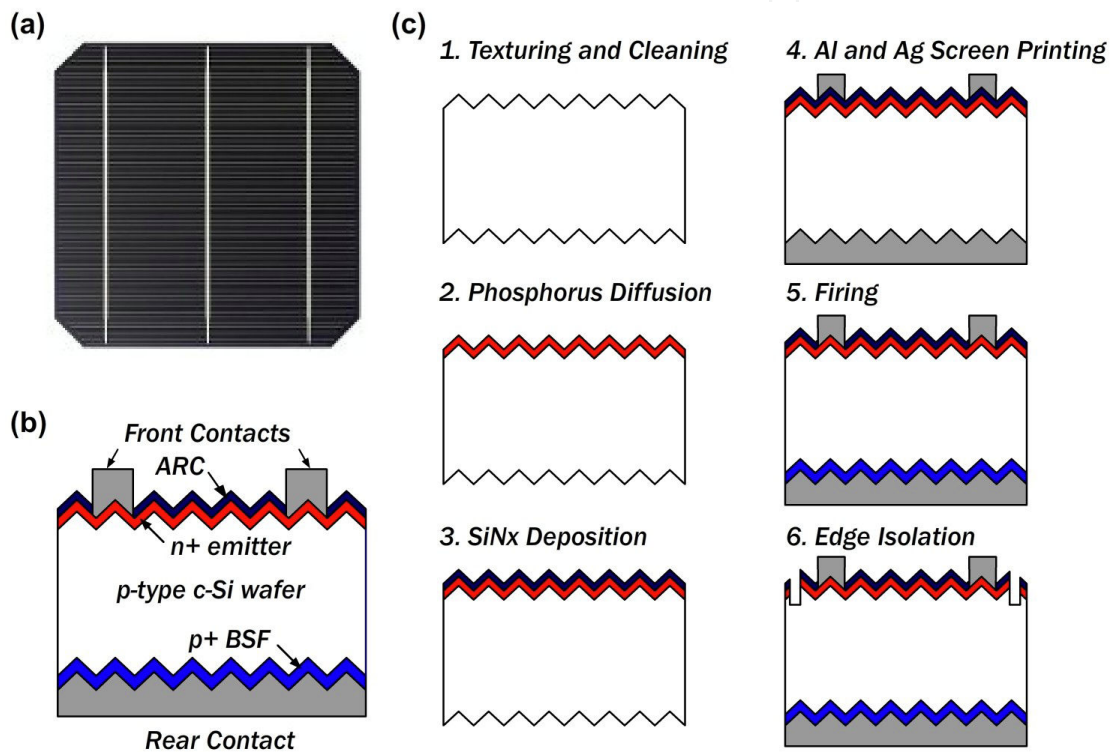 (a)
(b)
Front Contacts
ARC
n+ emitter
p-type c-Si wafer
p+ BSF
Rear Contact
(c)
1. Texturing and Cleaning
2. Phosphorus Diffusion
3. SiNx Deposition
4. Al and Ag Screen Printing
5. Firing
6. Edge Isolation